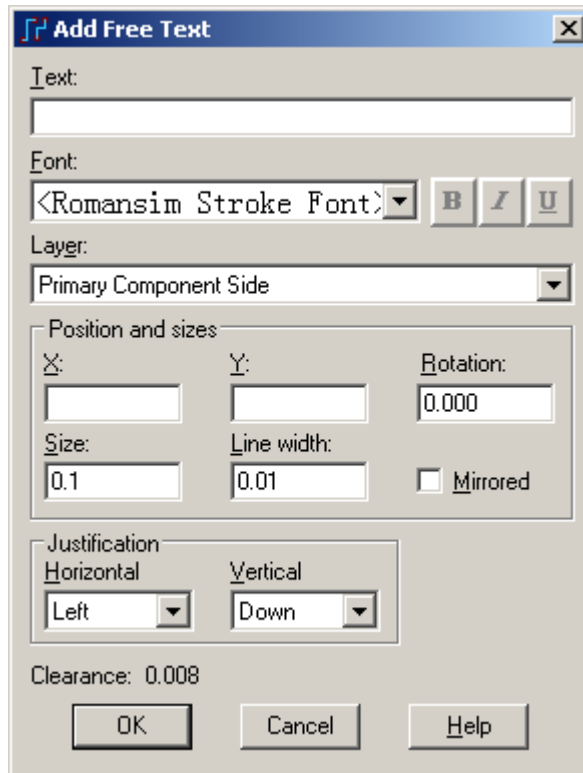 Add Free Text
Text:
Font:
<Romansim Stroke Font>
B I U
Layer:
Primary Component Side
Position and sizes
X: Y: Rotation:
0.000
Size: Line width:
0.1 0.01 Mirrored
Justification
Horizontal Vertical
Left Down
Clearance: 0.008
OK Cancel Help